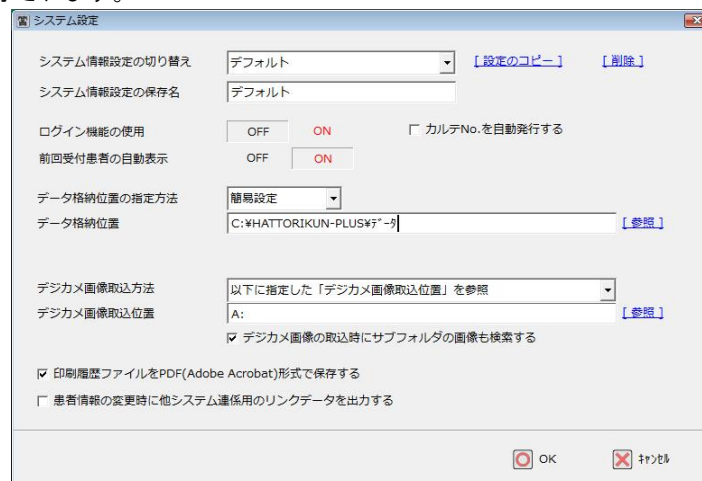 システム設定
システム情報設定の切り替え デフォルト [ 設定のコピー ] [ 削除 ]
システム情報設定の保存名 デフォルト
ログイン機能の使用 OFF ON カルテNo.を自動発行する
前回受付患者の自動表示 OFF ON
データ格納位置の指定方法 簡易設定
データ格納位置 C:¥HATTORIKUN-PLUS¥ﾃﾞｰﾀ [ 参照 ]
デジカメ画像取込方法 以下に指定した「デジカメ画像取込位置」を参照
デジカメ画像取込位置 A: [ 参照 ]
デジカメ画像の取込時にサブフォルダの画像も検索する
印刷履歴ファイルをPDF(Adobe Acrobat)形式で保存する
患者情報の変更時に他システム連係用のリンクデータを出力する
OK ｷｬﾝｾﾙ